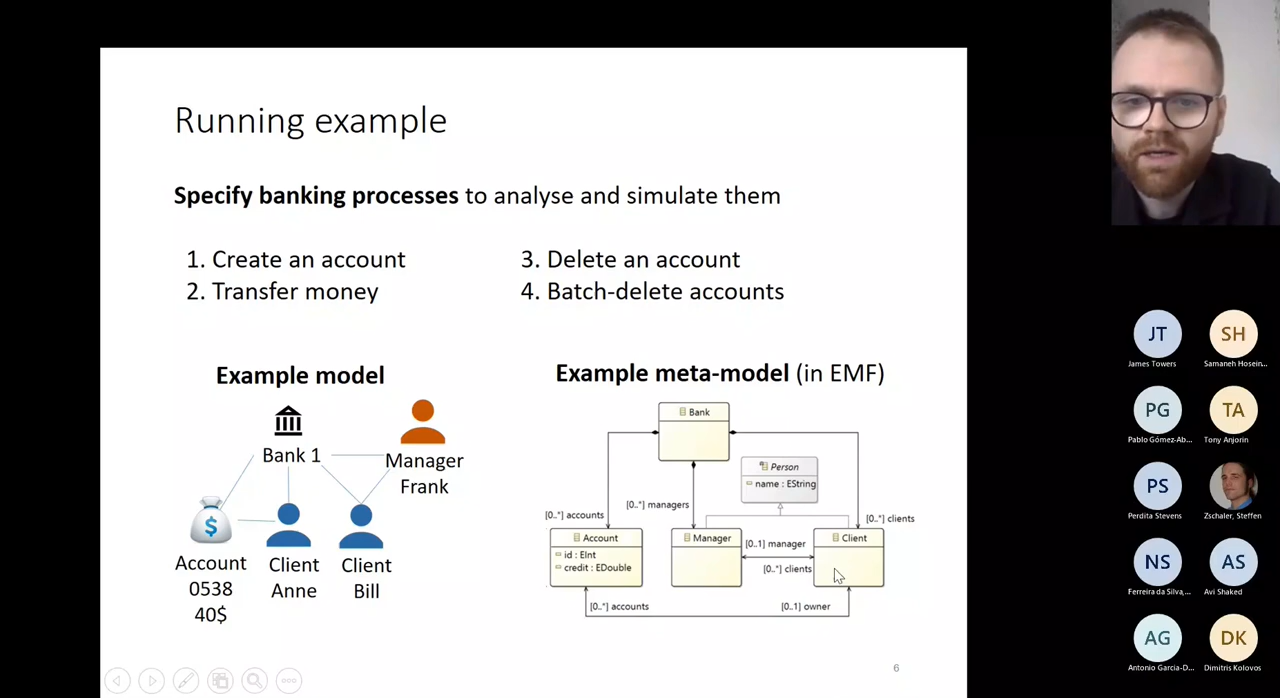 Running example
Specify banking processes to analyse and simulate them
1. Create an account
2. Transfer money
3. Delete an account
4. Batch-delete accounts
Example model
Bank 1
Manager
Frank
$
Account
0538
40$
Client
Anne
Client
Bill
Example meta-model (in EMF)
Bank
Person
name : EString
[0..*] managers
[0..*] accounts
[0..*] clients
Account
id : EInt
credit : EDouble
Manager
[0..1] manager
[0..*] clients
Client
[0..*] accounts
[0..1] owner
6
JT
James Towers
SH
Samaneh Hosein...
PG
Pablo Gómez-Ab...
TA
Tony Anjorin
PS
Perdita Stevens
Zschaler, Steffen
NS
Ferreira da Silva,...
AS
Avi Shaked
AG
Antonio Garcia-D...
DK
Dimitris Kolovos